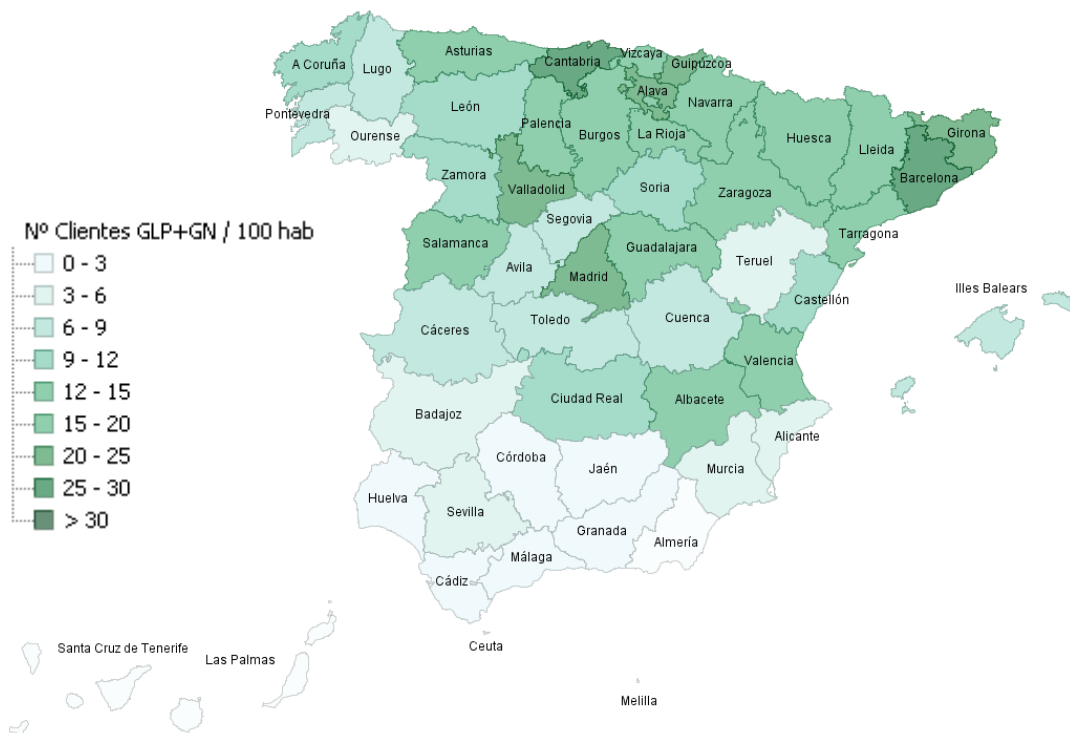 Asturias
Cantabria
Vizcaya
Guipúzcoa
A Coruña
Lugo
Alava
Navarra
León
Pontevedra
Palencia
Burgos
La Rioja
Huesca
Girona
Ourense
Lleida
Barcelona
Zamora
Valladolid
Soria
Zaragoza
Segovia
Tarragona
Salamanca
Guadalajara
Avila
Madrid
Teruel
Illes Balears
Castellón
Toledo
Cuenca
Cáceres
Valencia
Ciudad Real
Albacete
Badajoz
Alicante
Córdoba
Jaén
Murcia
Huelva
Sevilla
Granada
Almería
Málaga
Cádiz
Ceuta
Santa Cruz de Tenerife
Las Palmas
Melilla
Nº Clientes GLP+GN / 100 hab
0 - 3
3 - 6
6 - 9
9 - 12
12 - 15
15 - 20
20 - 25
25 - 30
> 30